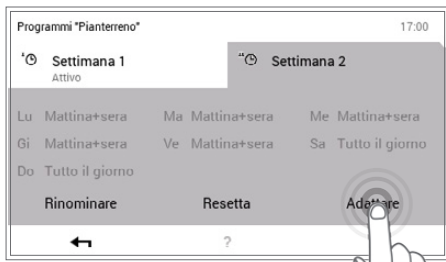 Programmi "Pianterreno" 17:00
Settimana 1 Settimana 2
Attivo
Lu Mattina+sera Ma Mattina+sera Me Mattina+sera
Gi Mattina+sera Ve Mattina+sera Sa Tutto il giorno
Do Tutto il giorno
Rinominare Resetta Adattare
?